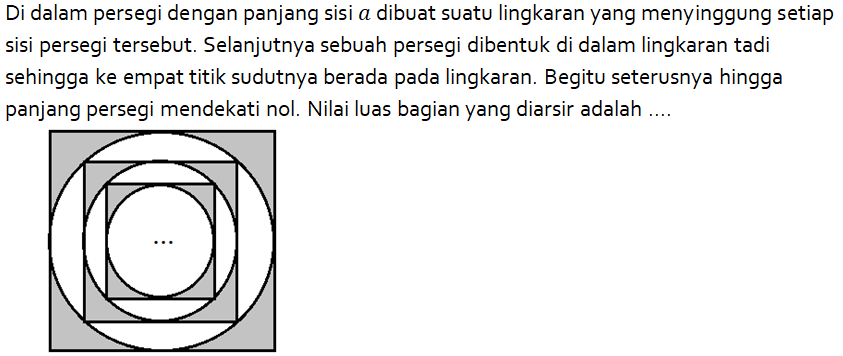 Di dalam persegi dengan panjang sisi a dibuat suatu lingkaran yang menyinggung setiap
sisi persegi tersebut. Selanjutnya sebuah persegi dibentuk di dalam lingkaran tadi
sehingga ke empat titik sudutnya berada pada lingkaran. Begitu seterusnya hingga
panjang persegi mendekati nol. Nilai luas bagian yang diarsir adalah ....
...